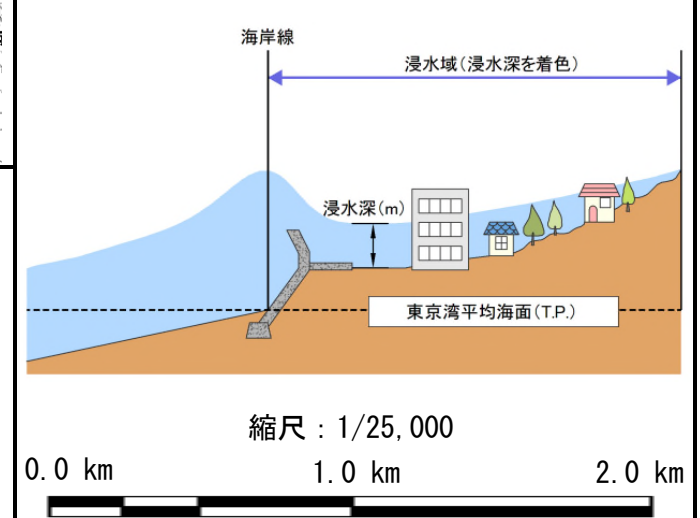 海岸線
浸水域(浸水深を着色)
浸水深(m)
東京湾平均海面(T.P.)
縮尺：1/25,000
0.0 km 1.0 km 2.0 km